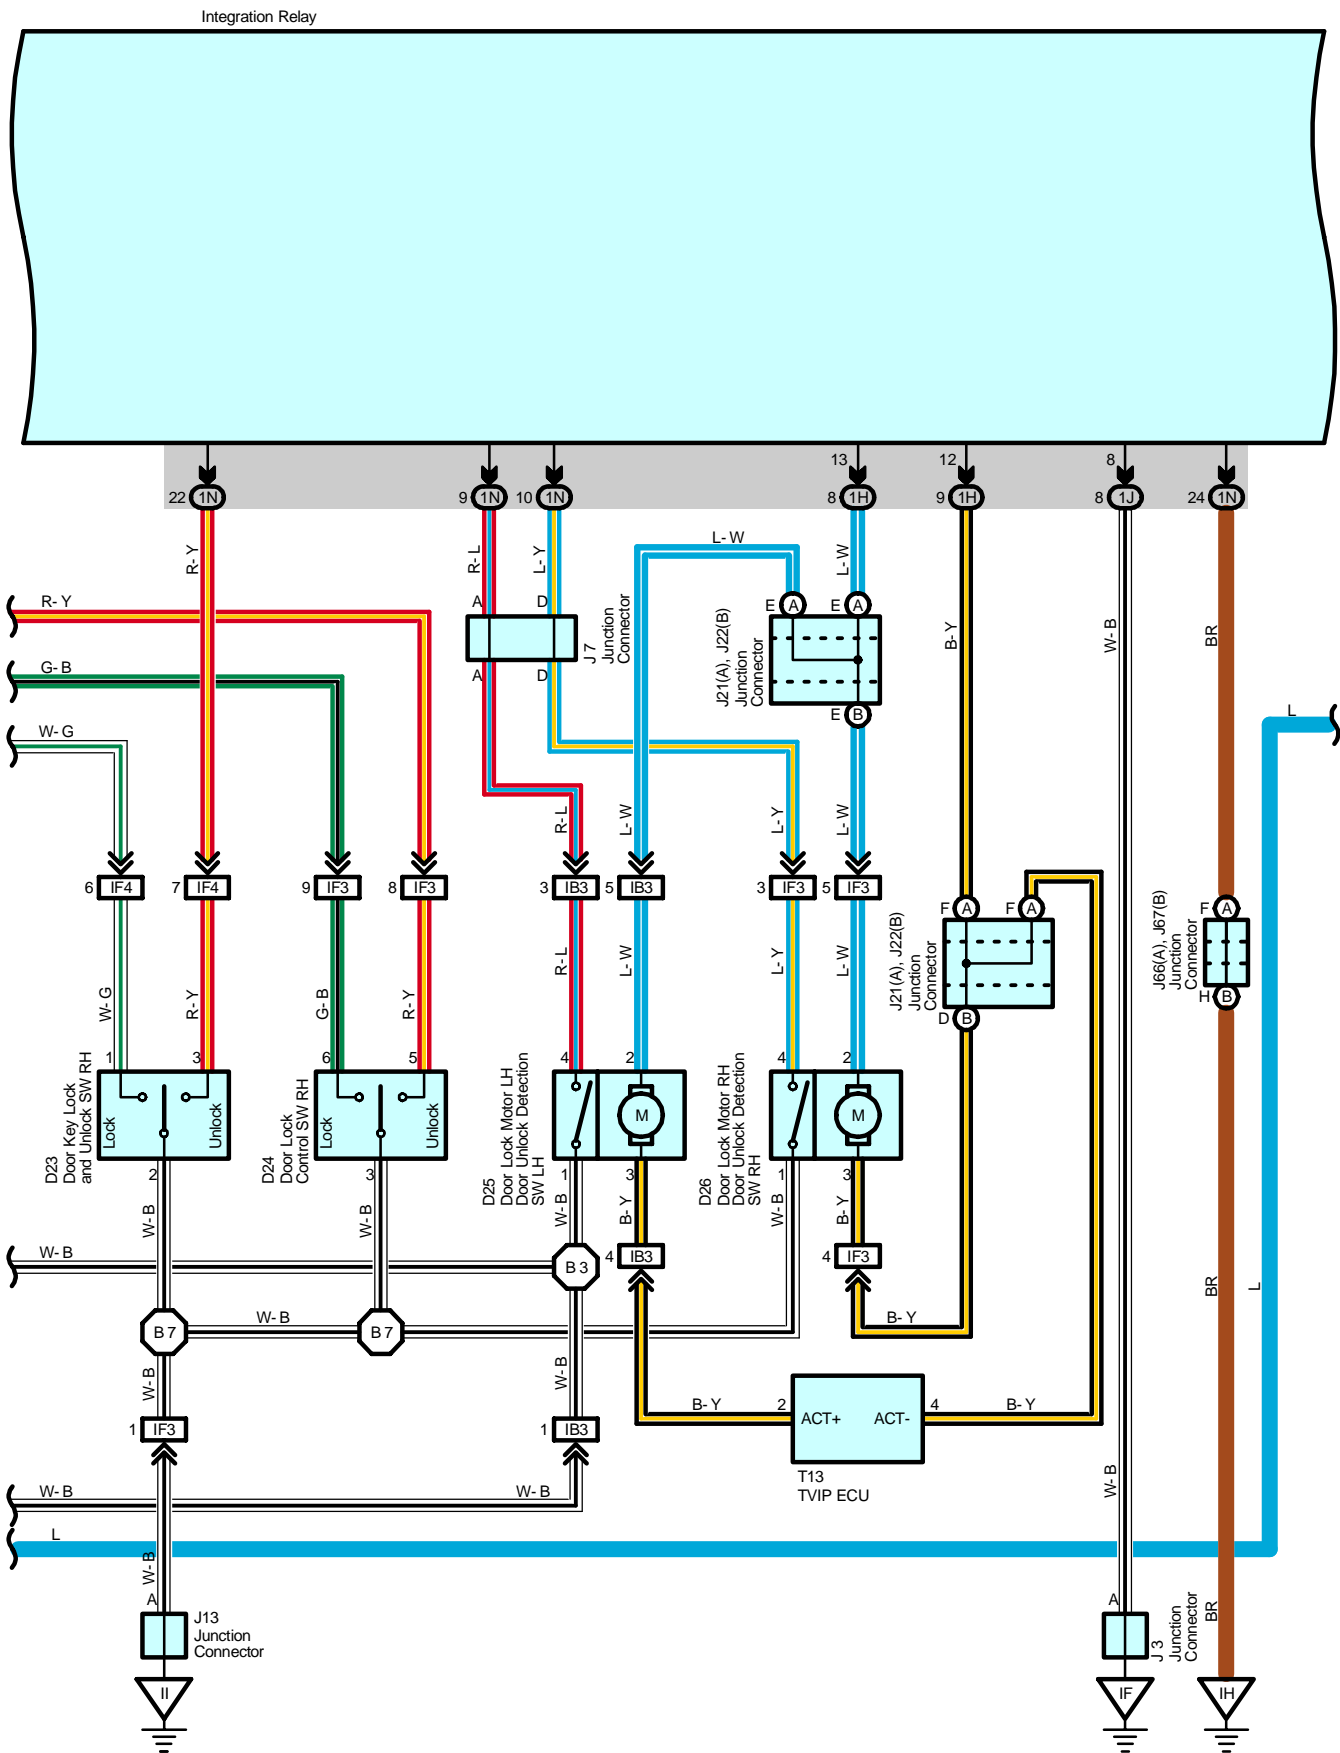 Integration Relay
13
12
8
22 1N
9 1N
10 1N
8 1H
9 1H
8 1J
24 1N
R-Y
R-L
L-Y
L-W
L-W
B-Y
W-B
BR
R-Y
G-B
W-G
A
D
A
D
J 7
Junction
Connector
E A
E A
E B
J21(A), J22(B)
Junction
Connector
L
R-L
L-W
L-Y
L-W
6 IF4
7 IF4
9 IF3
8 IF3
3 IB3
5 IB3
3 IF3
5 IF3
F A
F A
D B
J21(A), J22(B)
Junction
Connector
F A
H B
J66(A), J67(B)
Junction
Connector
W-G
R-Y
G-B
R-Y
R-L
L-W
L-Y
L-W
1
3
6
5
4
2
4
2
Lock
Unlock
Lock
Unlock
M
M
D23
Door Key Lock
and Unlock SW RH
D24
Door Lock
Control SW RH
D25
Door Lock Motor LH
Door Unlock Detection
SW LH
D26
Door Lock Motor RH
Door Unlock Detection
SW RH
2
3
1
3
1
3
W-B
W-B
W-B
B-Y
W-B
B-Y
W-B
B 3
4 IB3
4 IF3
BR
L
B 7
W-B
B 7
B-Y
W-B
W-B
B-Y
2
ACT+
ACT-
4
B-Y
1 IF3
1 IB3
T13
TVIP ECU
W-B
W-B
W-B
L
W-B
A
J13
Junction
Connector
A
J 3
Junction
Connector
BR
II
IF
IH